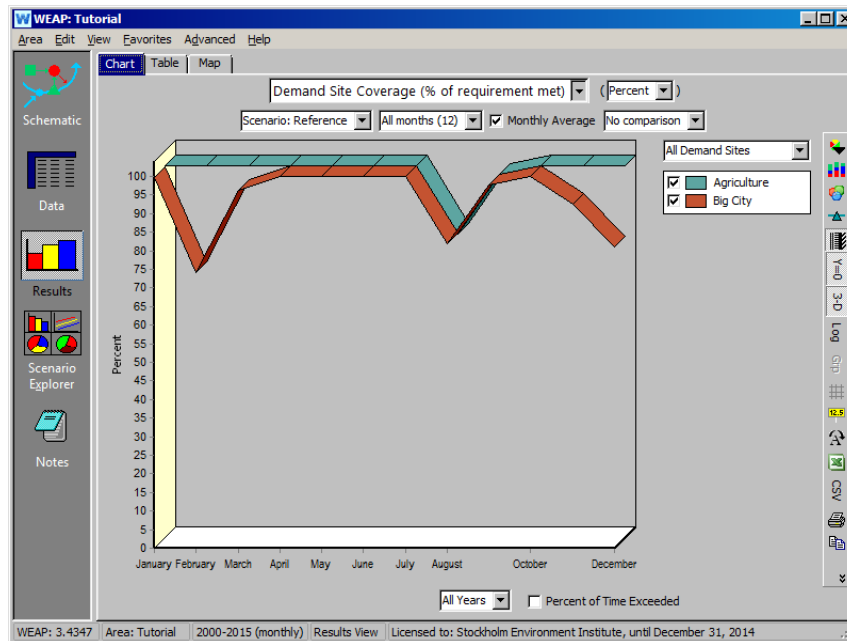 WEAP: Tutorial
Area Edit View Favorites Advanced Help
Chart Table Map
Demand Site Coverage (% of requirement met) (Percent)
Scenario: Reference All months (12) Monthly Average No comparison
All Demand Sites
Agriculture
Big City
Schematic
Data
Results
Scenario
Explorer
Notes
Percent
100
95
90
85
80
75
70
65
60
55
50
45
40
35
30
25
20
15
10
5
0
January February March April May June July August October December
All Years Percent of Time Exceeded
Y=0
3-D
Log
Grp
12.5
CSV
WEAP: 3.4347 Area: Tutorial 2000-2015 (monthly) Results View Licensed to: Stockholm Environment Institute, until December 31, 2014